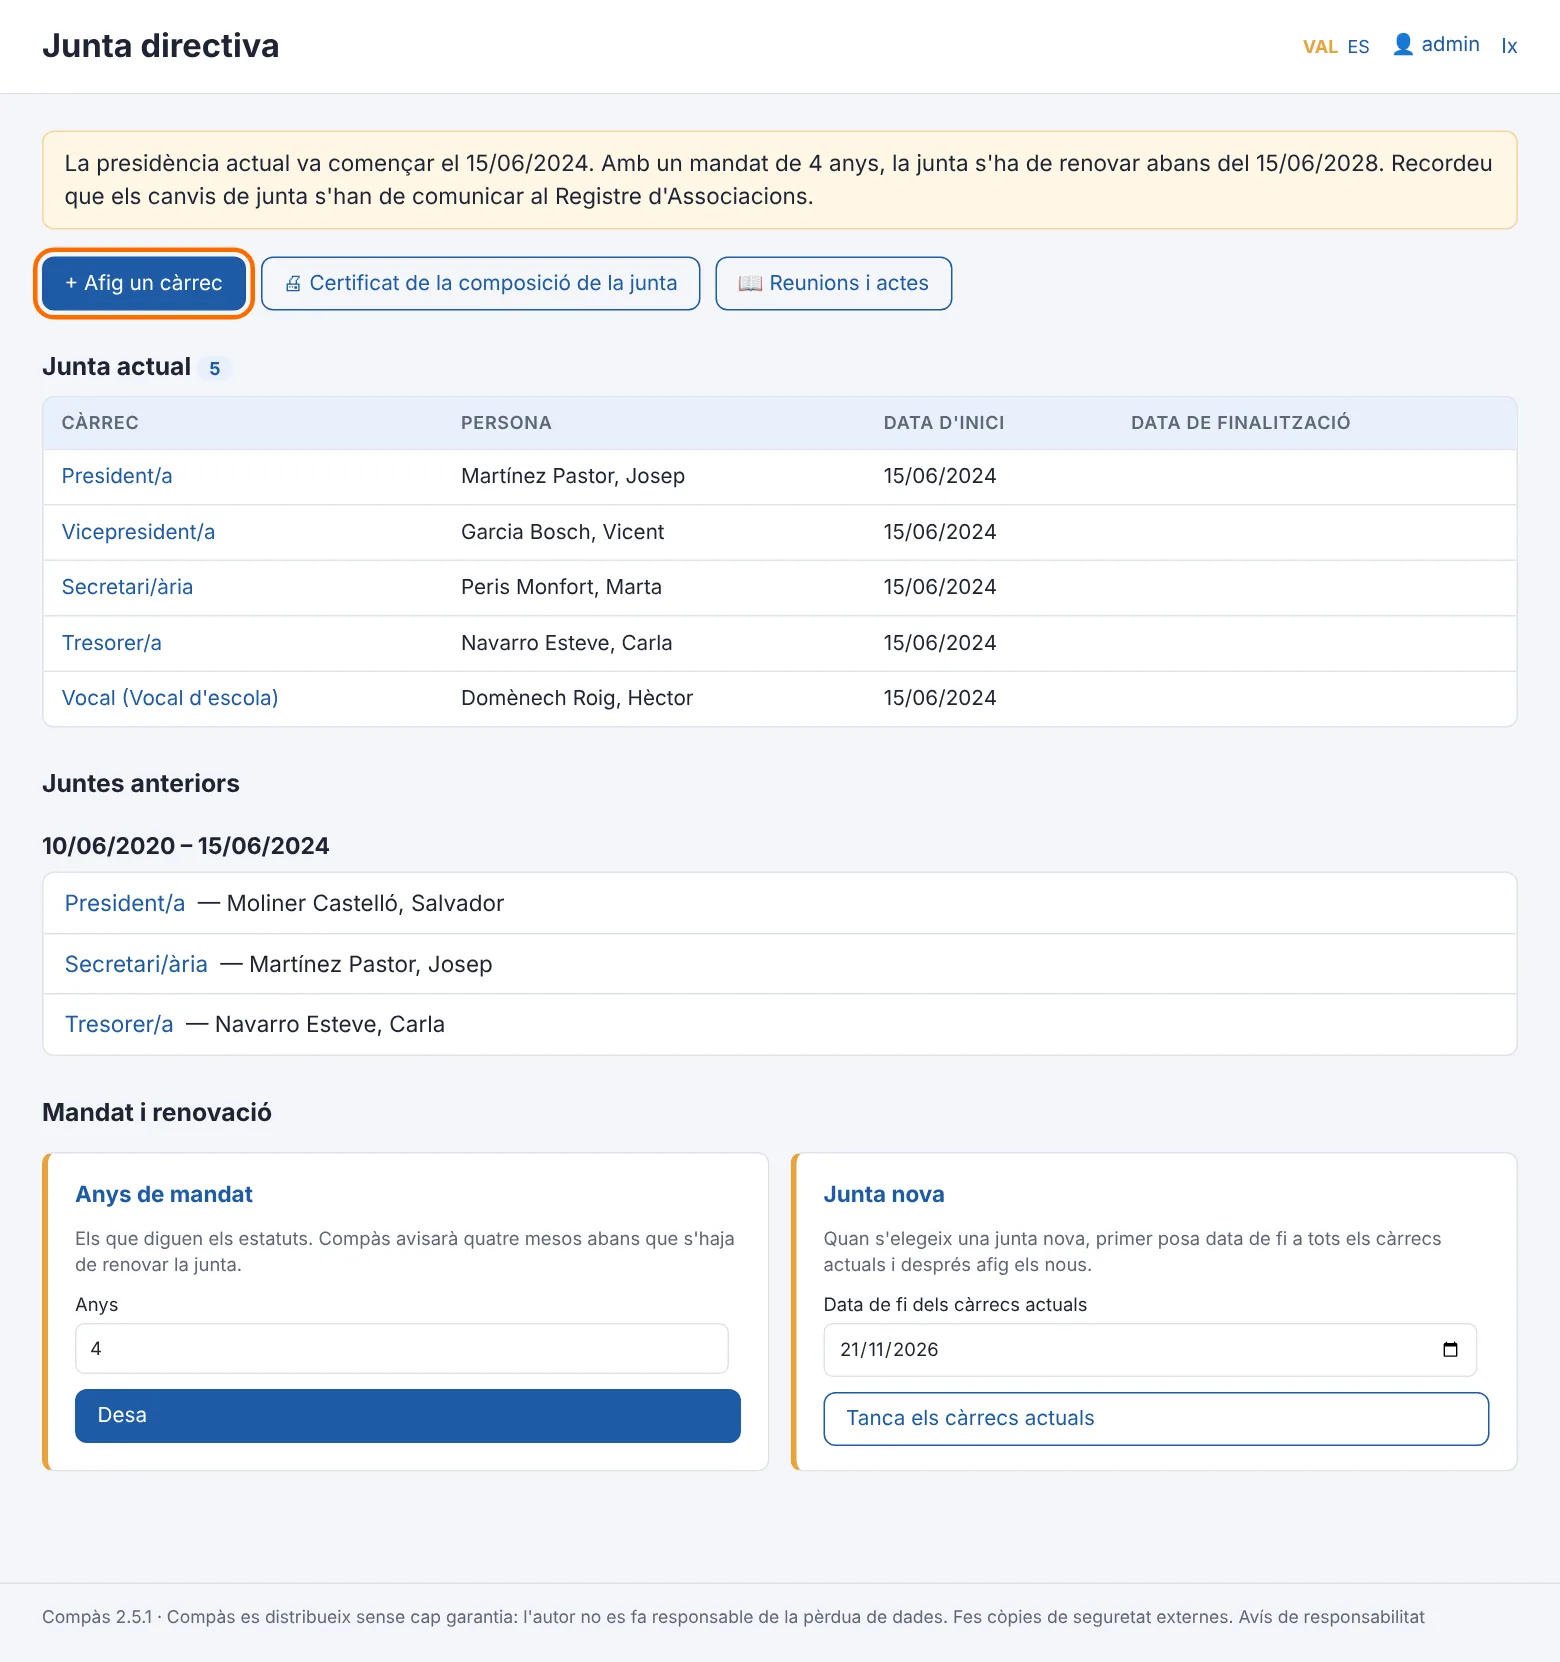 Junta directiva
VAL ES admin Ix
La presidència actual va començar el 15/06/2024. Amb un mandat de 4 anys, la junta s'ha de renovar abans del 15/06/2028. Recordeu
que els canvis de junta s'han de comunicar al Registre d'Associacions.
+ Afig un càrrec
Certificat de la composició de la junta
Reunions i actes
Junta actual 5
CÀRREC PERSONA DATA D'INICI DATA DE FINALITZACIÓ
President/a Martínez Pastor, Josep 15/06/2024
Vicepresident/a Garcia Bosch, Vicent 15/06/2024
Secretari/ària Peris Monfort, Marta 15/06/2024
Tresorer/a Navarro Esteve, Carla 15/06/2024
Vocal (Vocal d'escola) Domènech Roig, Hèctor 15/06/2024
Juntes anteriors
10/06/2020 – 15/06/2024
President/a — Moliner Castelló, Salvador
Secretari/ària — Martínez Pastor, Josep
Tresorer/a — Navarro Esteve, Carla
Mandat i renovació
Anys de mandat
Els que diguen els estatuts. Compàs avisarà quatre mesos abans que s'haja
de renovar la junta.
Anys
4
Desa
Junta nova
Quan s'elegeix una junta nova, primer posa data de fi a tots els càrrecs
actuals i després afig els nous.
Data de fi dels càrrecs actuals
21/11/2026
Tanca els càrrecs actuals
Compàs 2.5.1 · Compàs es distribueix sense cap garantia: l'autor no es fa responsable de la pèrdua de dades. Fes còpies de seguretat externes. Avís de responsabilitat